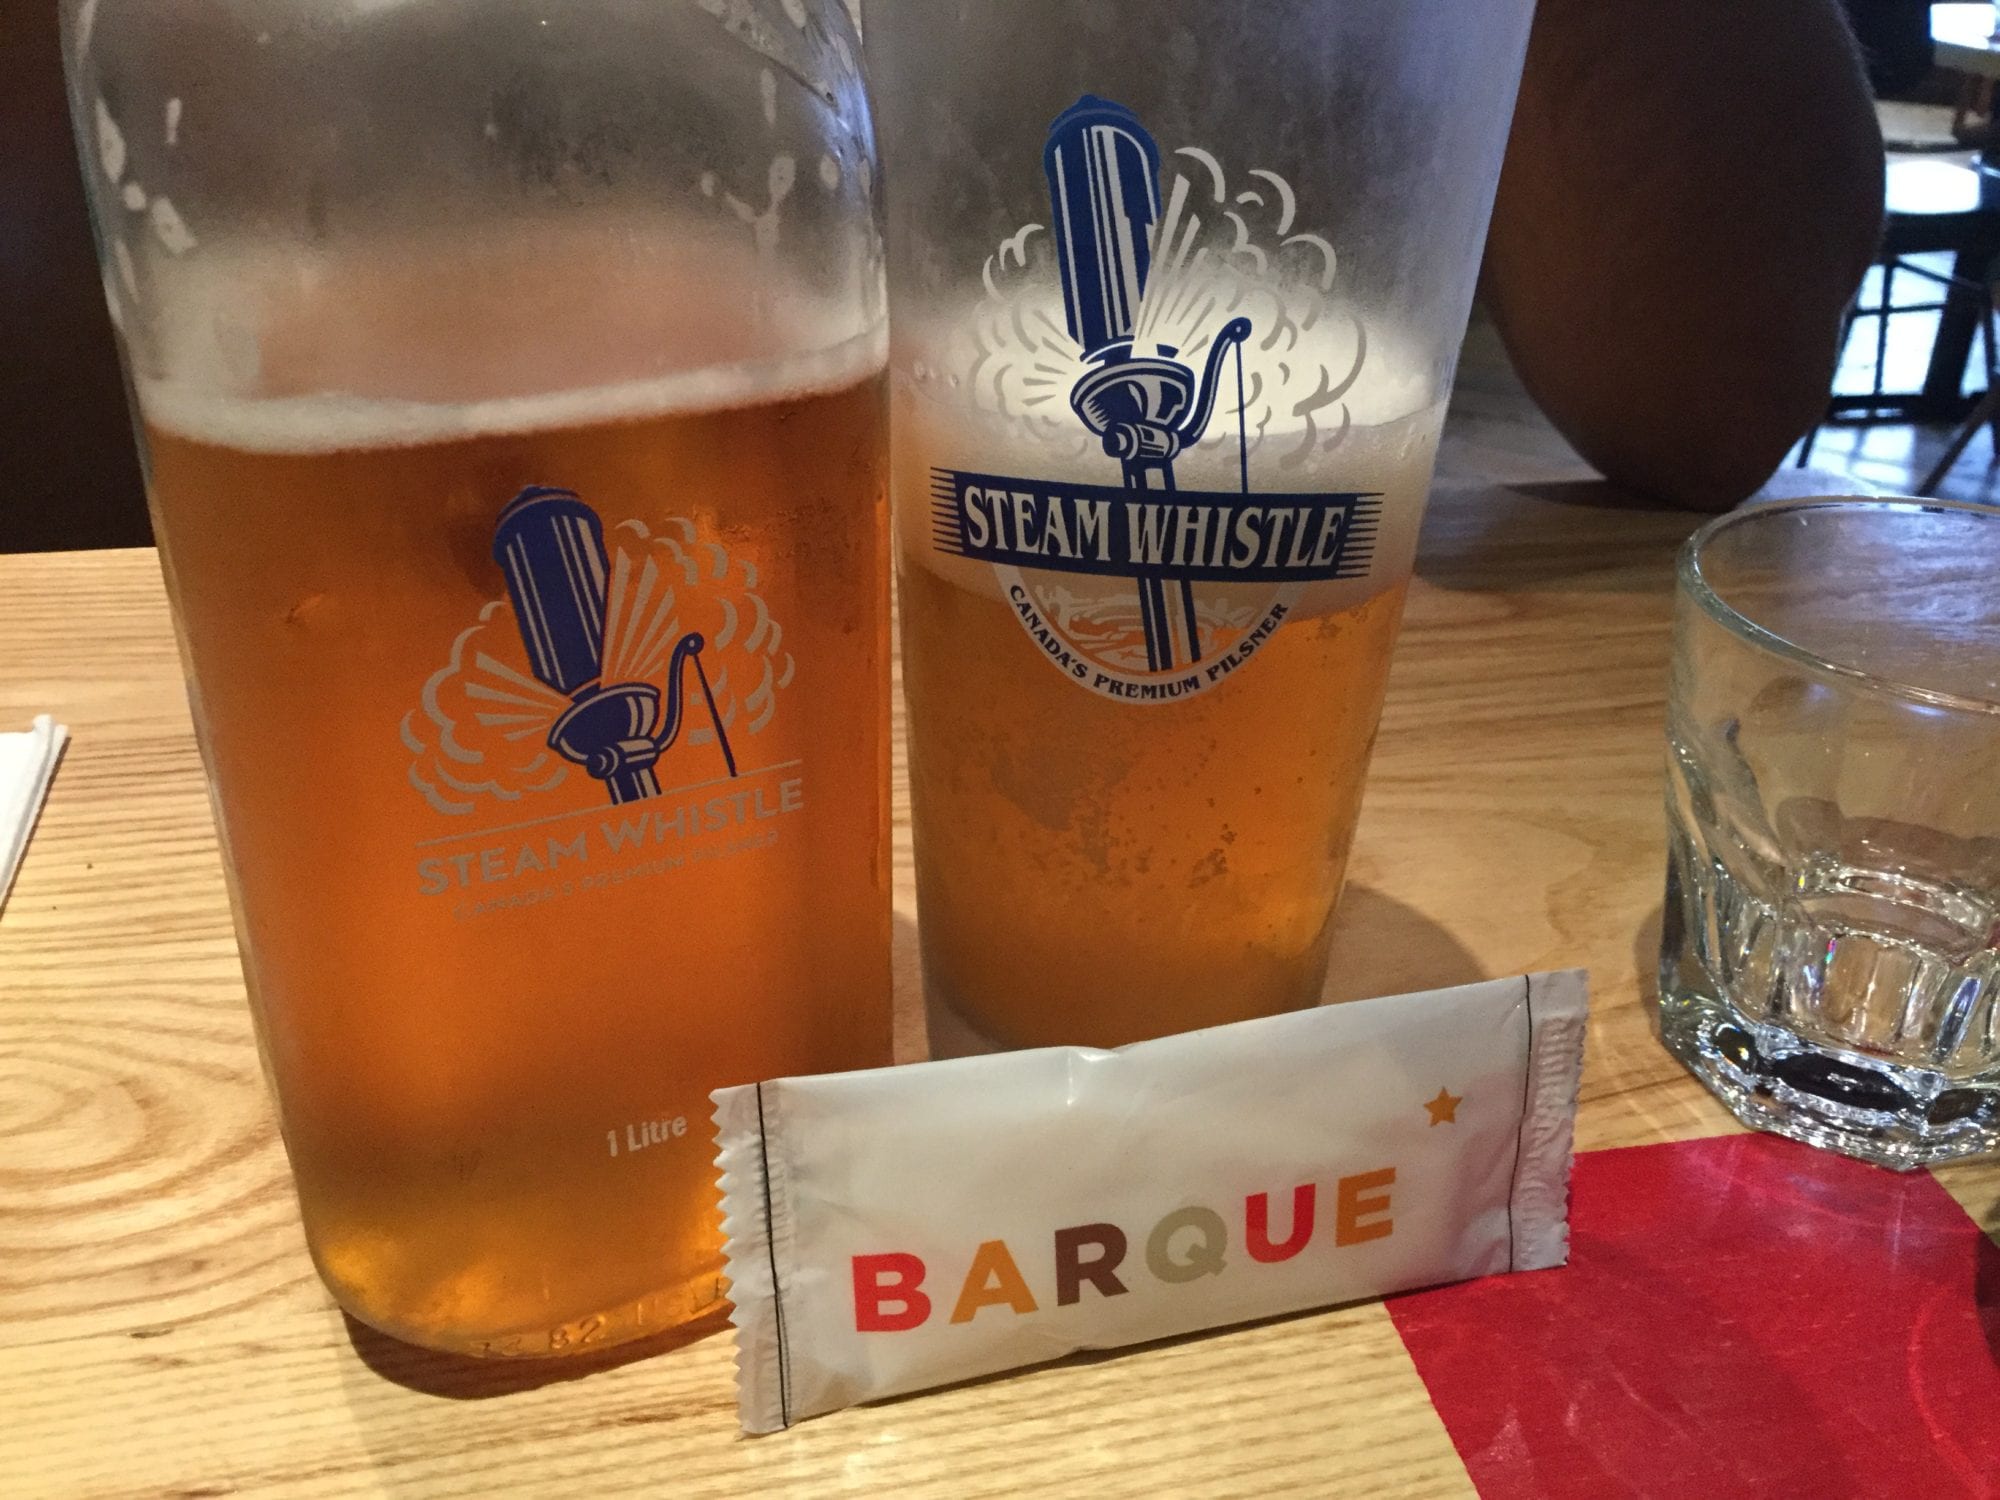 STEAM WHISTLE
CANADA'S PREMIUM PILSNER
STEAM WHISTLE
CANADA'S PREMIUM PILSNER
1 Litre
BARQUE